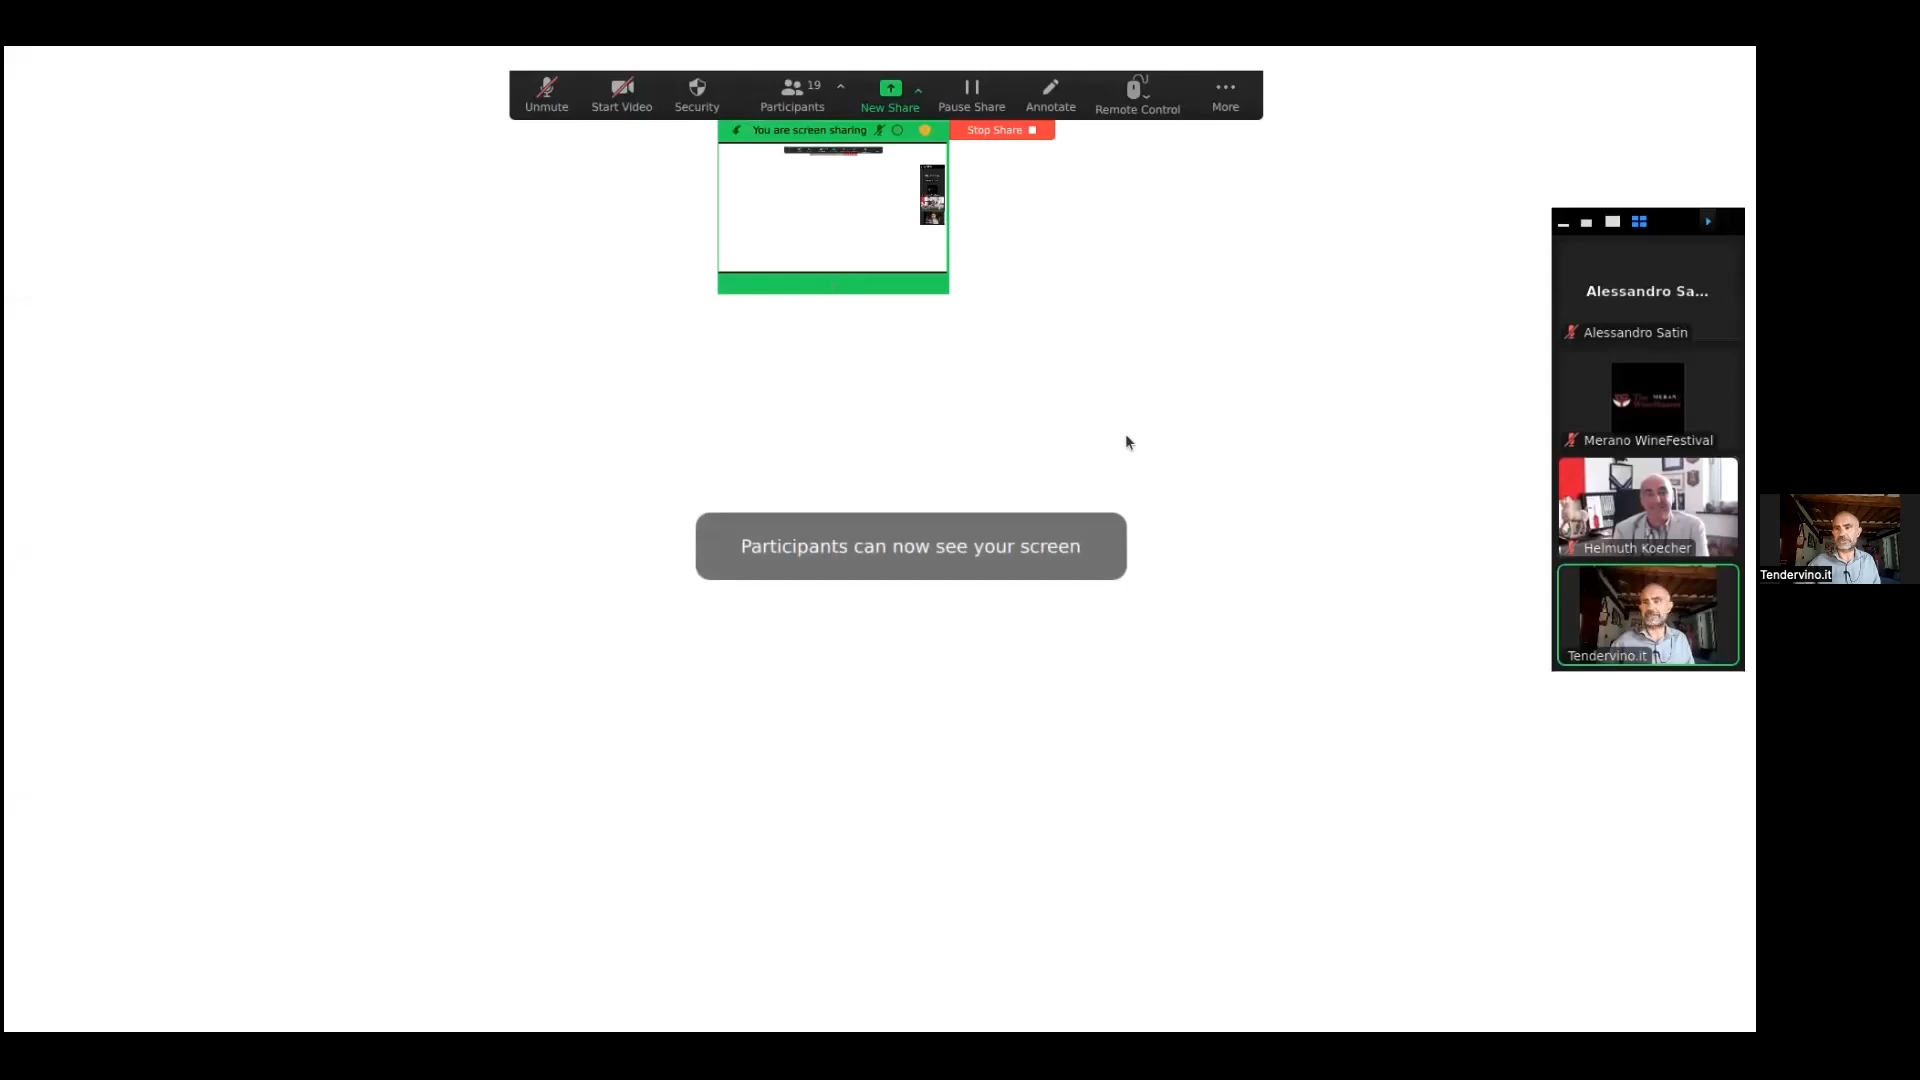 Unmute
Start Video
Security
19
Participants
New Share
Pause Share
Annotate
Remote Control
More
You are screen sharing
Stop Share
Alessandro Sa...
Alessandro Satin
Merano WineFestival
Helmuth Koecher
Tendervino.it
Tendervino.it
Participants can now see your screen